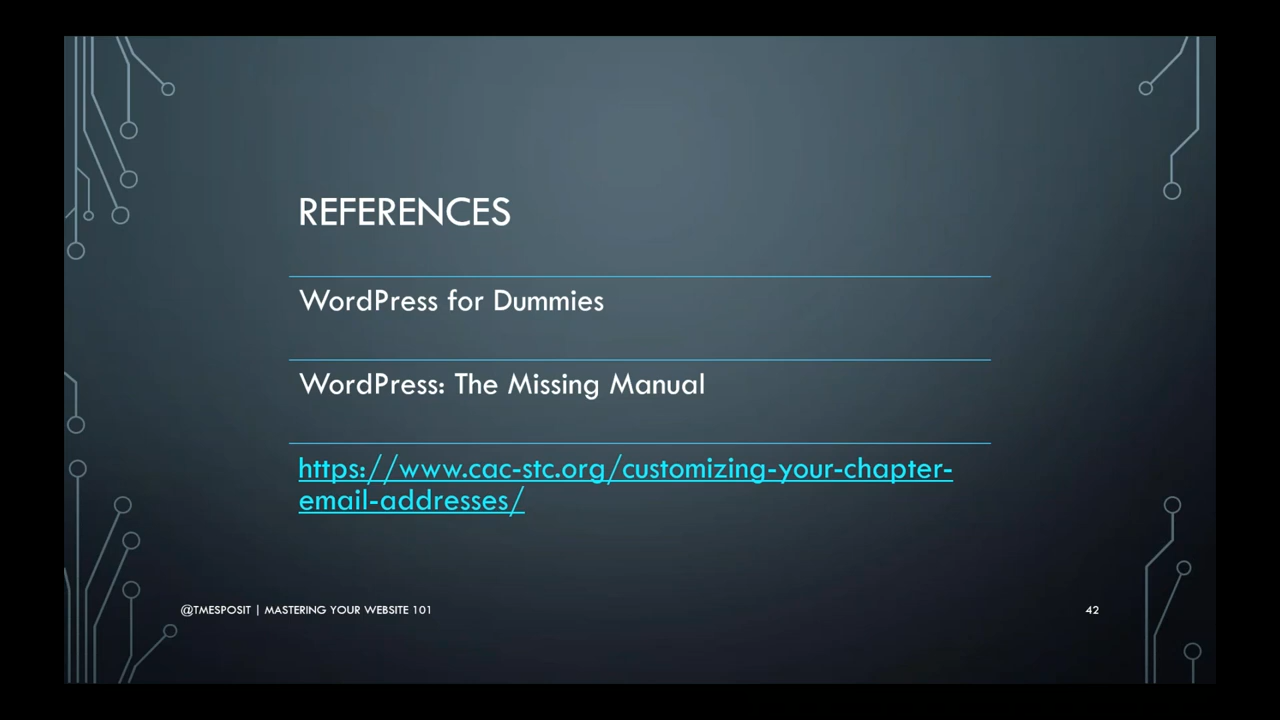 REFERENCES
WordPress for Dummies
WordPress: The Missing Manual
https://www.cac-stc.org/customizing-your-chapter-
email-addresses/
@TMESPOSIT | MASTERING YOUR WEBSITE 101
42